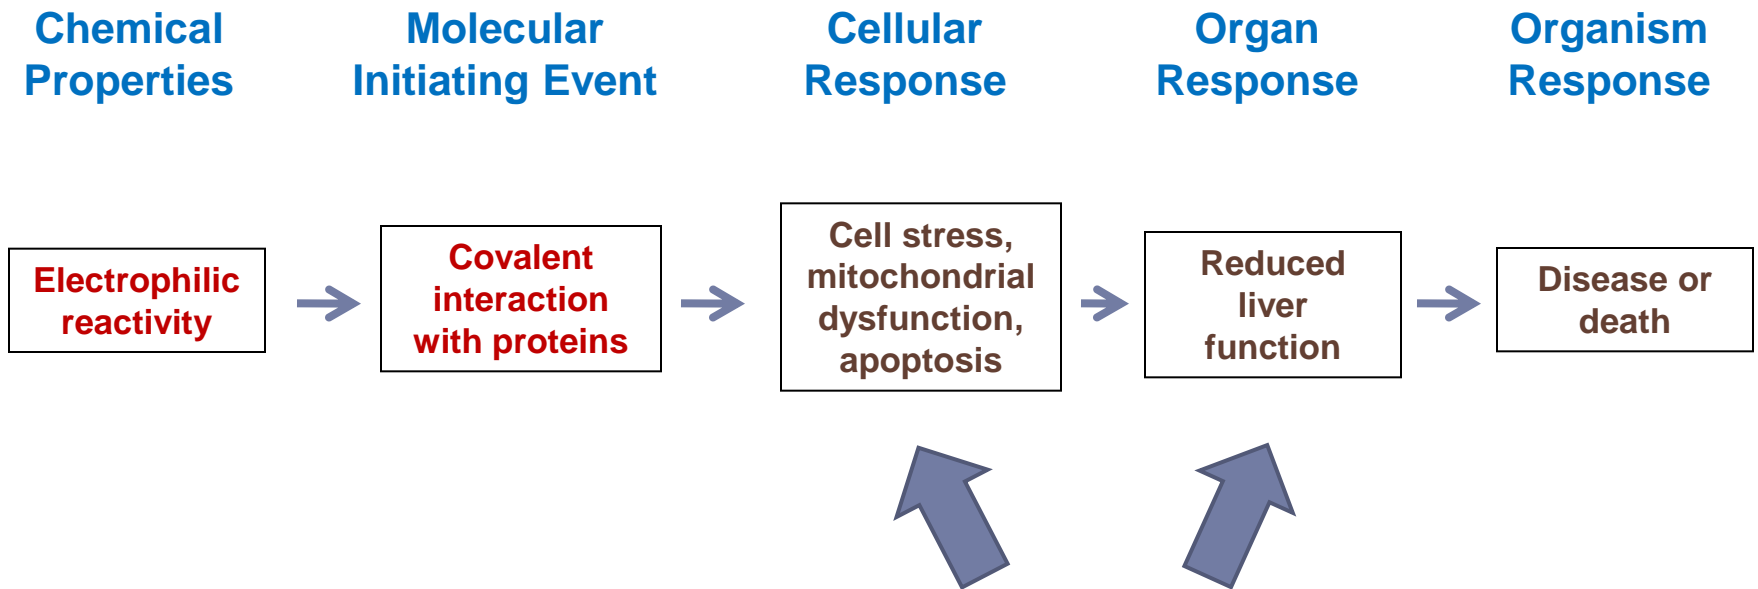 Chemical
Properties
Molecular
Initiating Event
Cellular
Response
Organ
Response
Organism
Response
Electrophilic
reactivity
Covalent
interaction
with proteins
Cell stress,
mitochondrial
dysfunction,
apoptosis
Reduced
liver
function
Disease or
death